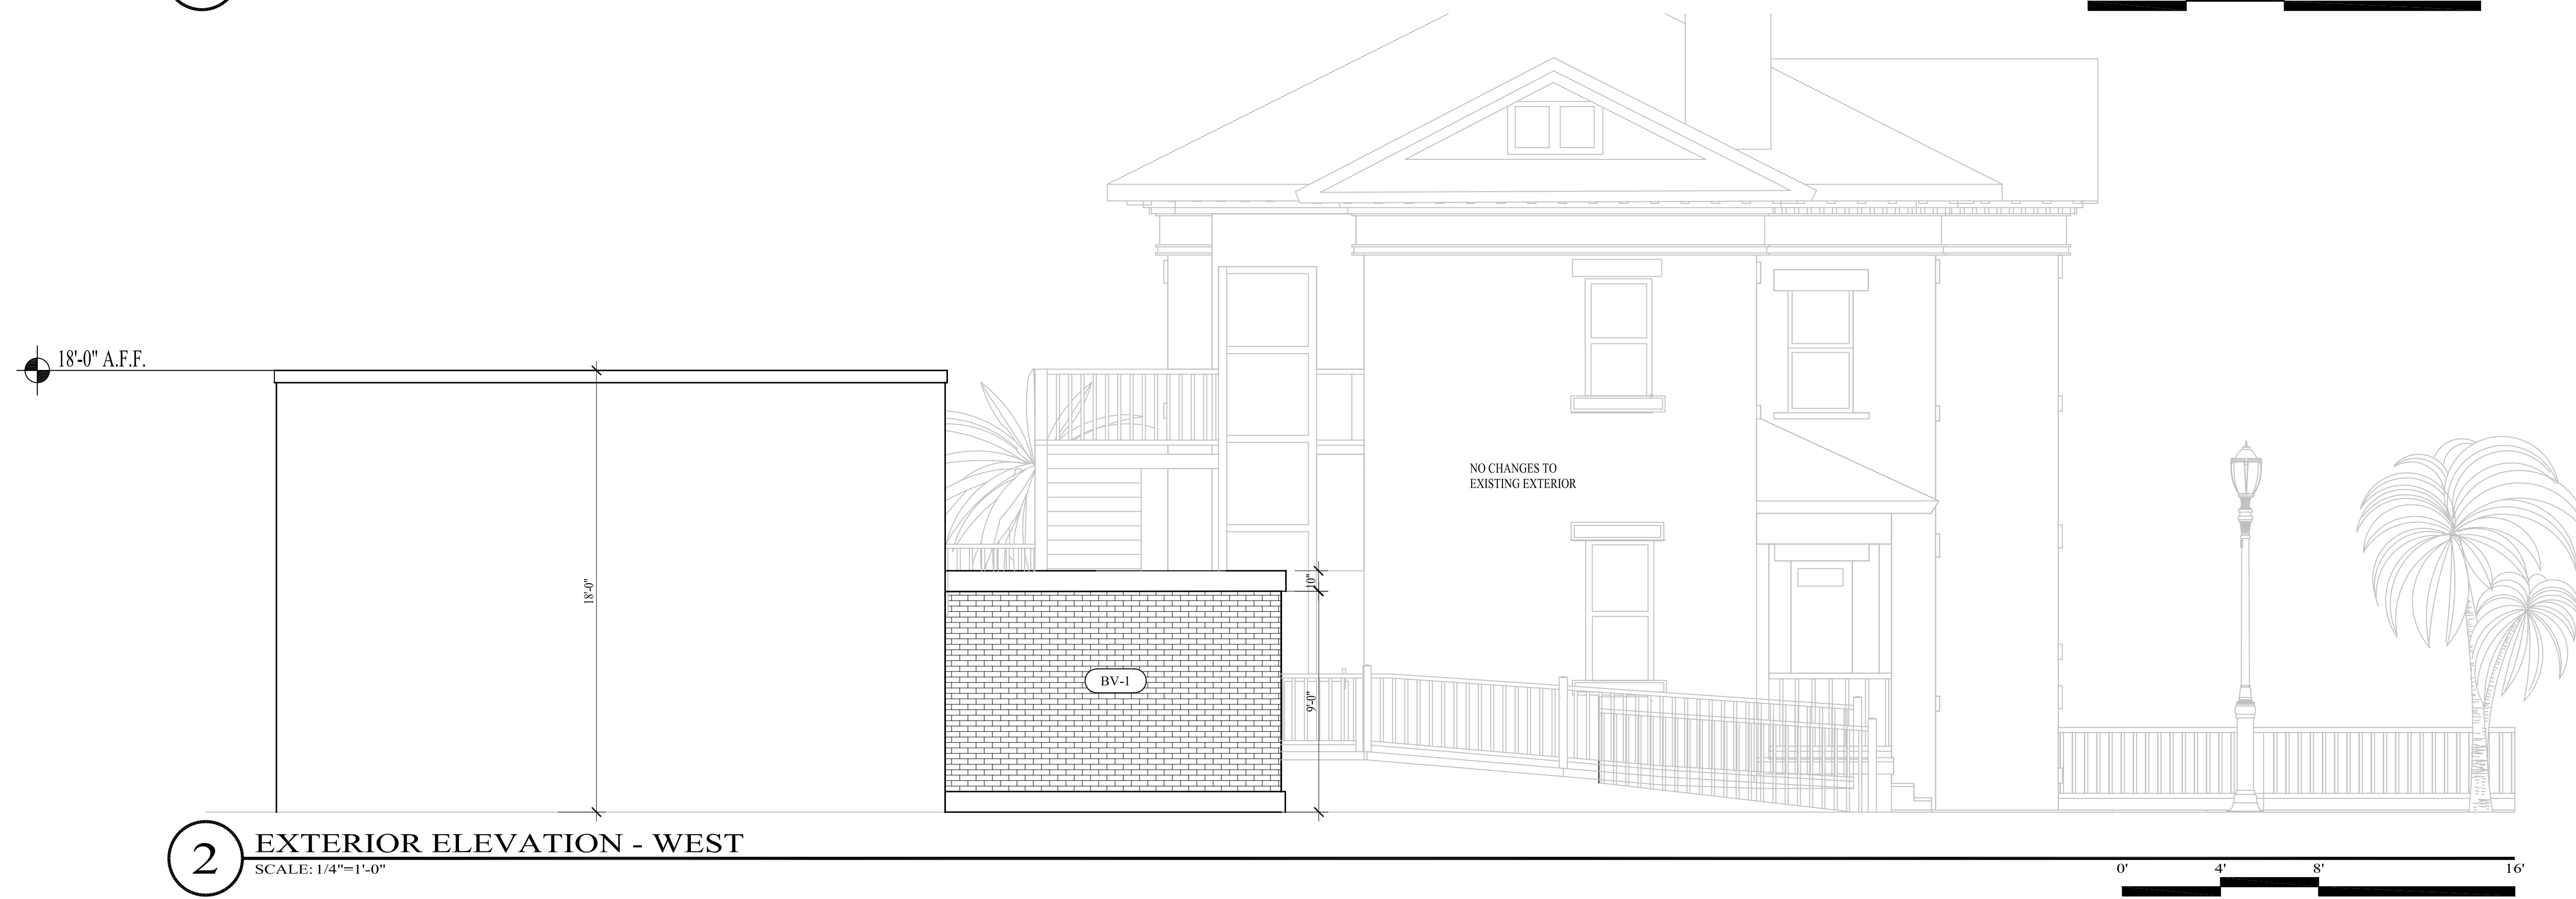 18'-0" A.F.F.
NO CHANGES TO
EXISTING EXTERIOR
18'-0"
10"
BV-1
9'-0"
2
EXTERIOR ELEVATION - WEST
SCALE: 1/4"=1'-0"
0' 4' 8' 16'